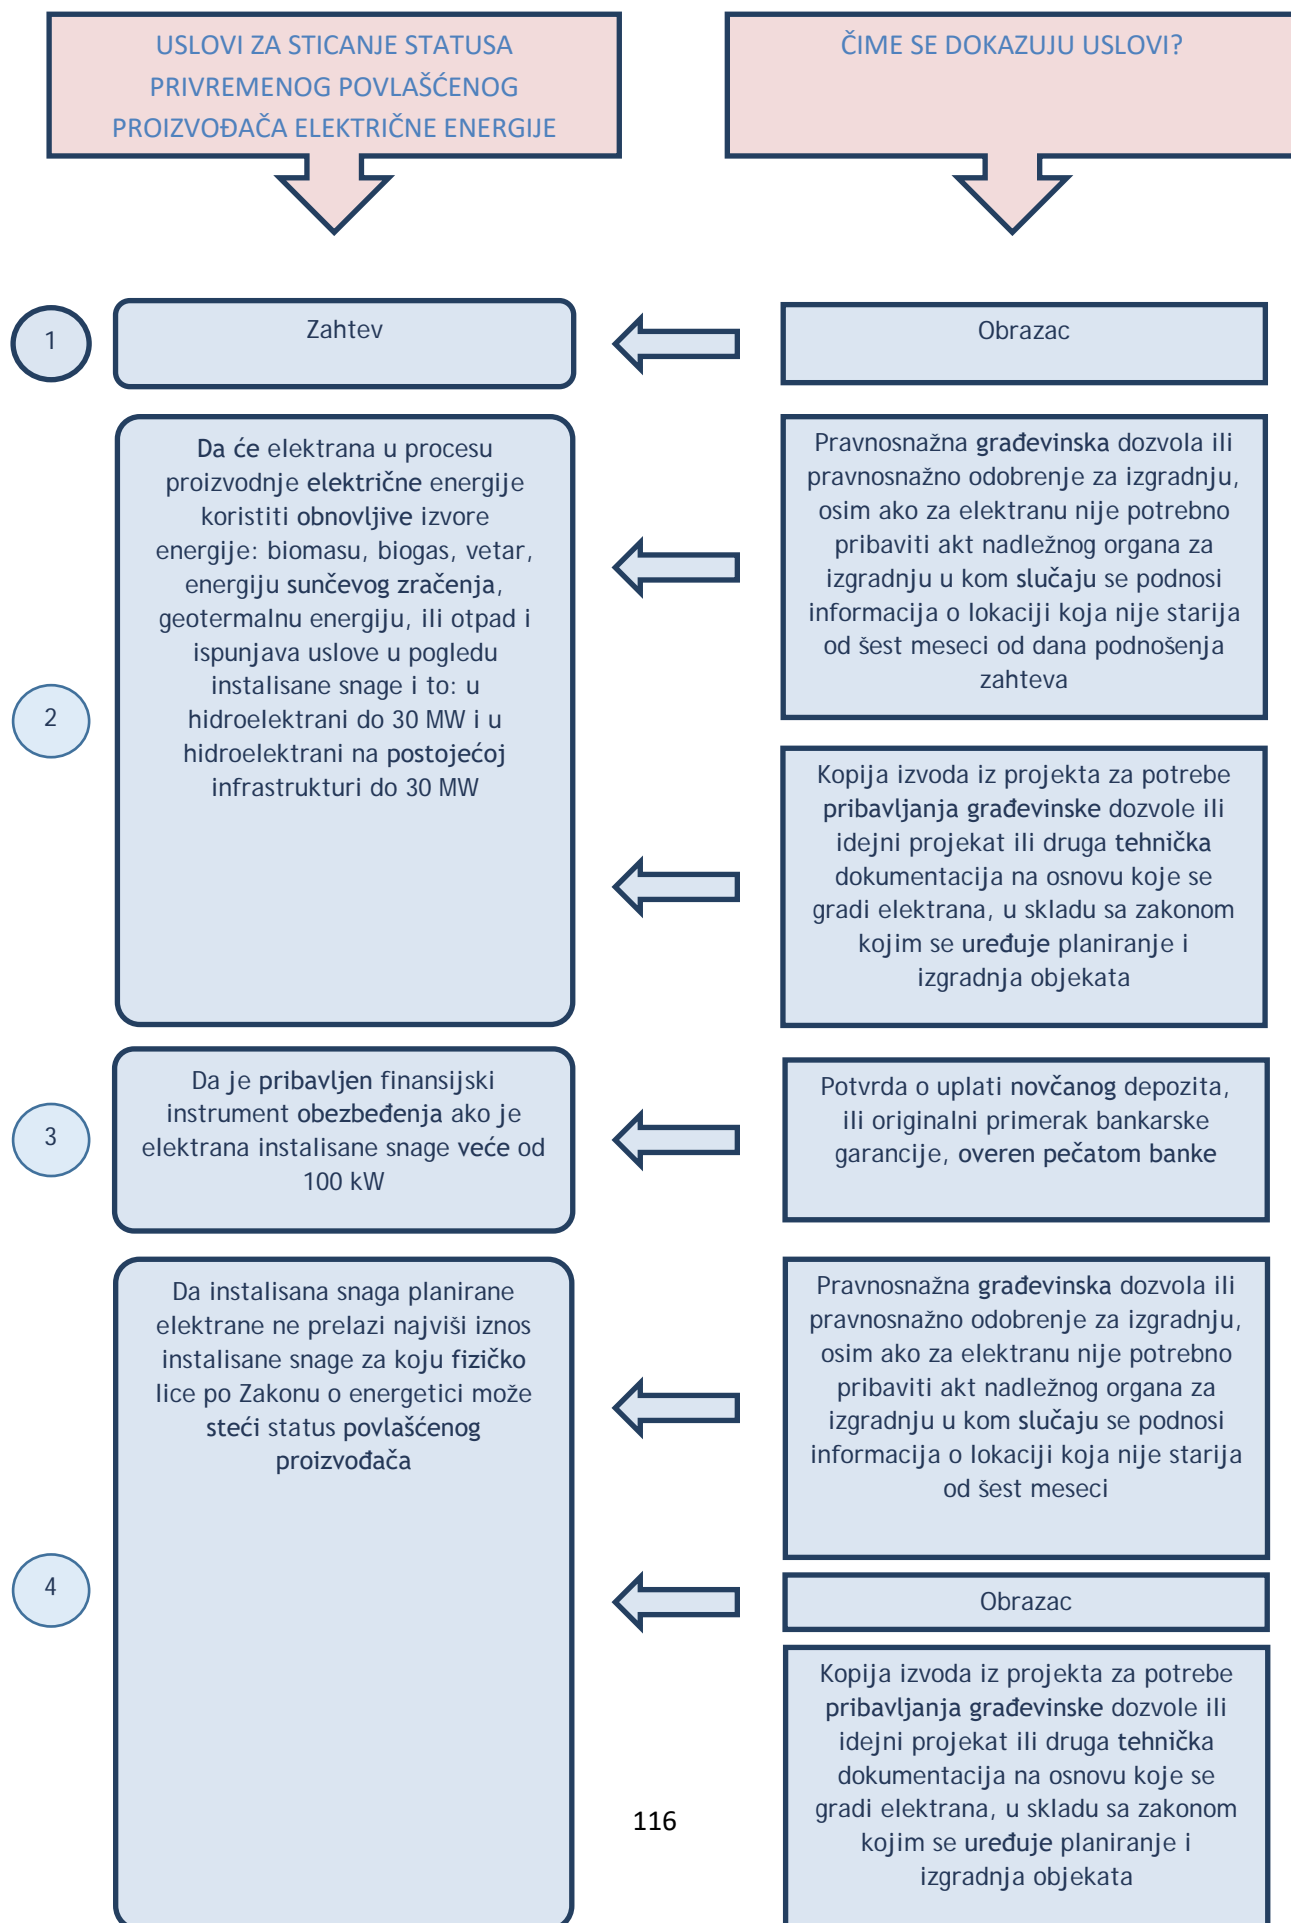 USLOVI ZA STICANJE STATUSA
PRIVREMENOG POVLAŠĆENOG
PROIZVOĐAČA ELEKTRIČNE ENERGIJE
ČIME SE DOKAZUJU USLOVI?
1
Zahtev
Obrazac
2
Da će elektrana u procesu
proizvodnje električne energije
koristiti obnovljive izvore
energije: biomasu, biogas, vetar,
energiju sunčevog zračenja,
geotermalnu energiju, ili otpad i
ispunjava uslove u pogledu
instalisane snage i to: u
hidroelektrani do 30 MW i u
hidroelektrani na postojećoj
infrastrukturi do 30 MW
Pravnosnažna građevinska dozvola ili
pravnosnažno odobrenje za izgradnju,
osim ako za elektranu nije potrebno
pribaviti akt nadležnog organa za
izgradnju u kom slučaju se podnosi
informacija o lokaciji koja nije starija
od šest meseci od dana podnošenja
zahteva
Kopija izvoda iz projekta za potrebe
pribavljanja građevinske dozvole ili
idejni projekat ili druga tehnička
dokumentacija na osnovu koje se
gradi elektrana, u skladu sa zakonom
kojim se uređuje planiranje i
izgradnja objekata
3
Da je pribavljen finansijski
instrument obezbeđenja ako je
elektrana instalisane snage veće od
100 kW
Potvrda o uplati novčanog depozita,
ili originalni primerak bankarske
garancije, overen pečatom banke
4
Da instalisana snaga planirane
elektrane ne prelazi najviši iznos
instalisane snage za koju fizičko
lice po Zakonu o energetici može
steći status povlašćenog
proizvođača
Pravnosnažna građevinska dozvola ili
pravnosnažno odobrenje za izgradnju,
osim ako za elektranu nije potrebno
pribaviti akt nadležnog organa za
izgradnju u kom slučaju se podnosi
informacija o lokaciji koja nije starija
od šest meseci
Obrazac
Kopija izvoda iz projekta za potrebe
pribavljanja građevinske dozvole ili
idejni projekat ili druga tehnička
dokumentacija na osnovu koje se
gradi elektrana, u skladu sa zakonom
kojim se uređuje planiranje i
izgradnja objekata
116